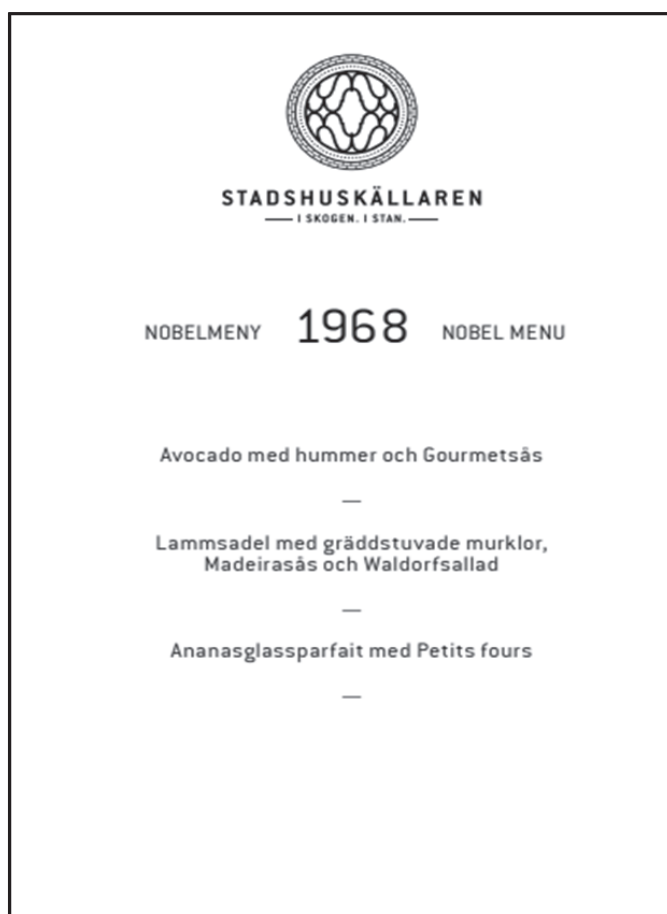 STADSHUSKÄLLAREN
I SKOGEN. I STAN.
NOBELMENY 1968 NOBEL MENU
Avocado med hummer och Gourmetsås
—
Lammsadel med gräddstuvade murklor,
Madeirasås och Waldorfsallad
—
Ananasglassparfait med Petits fours
—